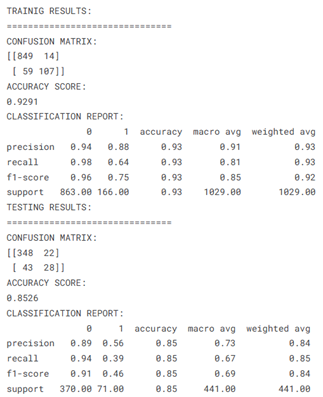 TRAINIG RESULTS:
===============================
CONFUSION MATRIX:
[[849 14]
[ 59 107]]
ACCURACY SCORE:
0.9291
CLASSIFICATION REPORT:
0 1 accuracy macro avg weighted avg
precision 0.94 0.88 0.93 0.91 0.93
recall 0.98 0.64 0.93 0.81 0.93
f1-score 0.96 0.75 0.93 0.85 0.92
support 863.00 166.00 0.93 1029.00 1029.00
TESTING RESULTS:
===============================
CONFUSION MATRIX:
[[348 22]
[ 43 28]]
ACCURACY SCORE:
0.8526
CLASSIFICATION REPORT:
0 1 accuracy macro avg weighted avg
precision 0.89 0.56 0.85 0.73 0.84
recall 0.94 0.39 0.85 0.67 0.85
f1-score 0.91 0.46 0.85 0.69 0.84
support 370.00 71.00 0.85 441.00 441.00